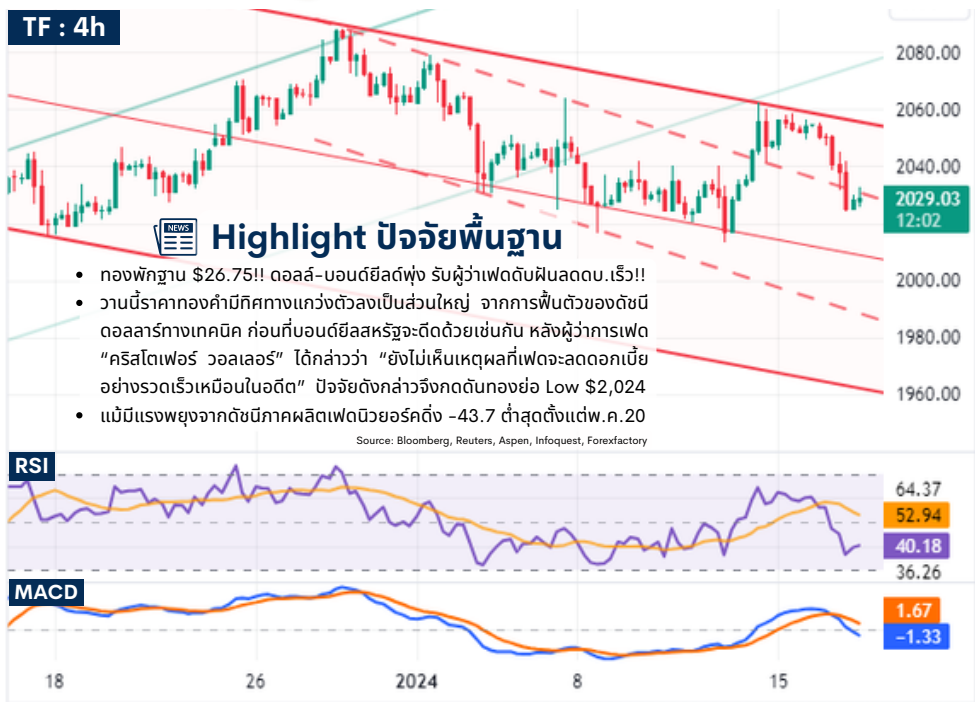 TF : 4h
2080.00
2060.00
2040.00
2029.03
12:02
2000.00
1980.00
1960.00
NEWS
Highlight ปัจจัยพื้นฐาน
• ทองพักฐาน $26.75!! ดอลล์-บอนด์ยีลด์พุ่ง รับผู้ว่าเฟดดับฝันลดดบ.เร็ว!!
• วานนี้ราคาทองคำมีทิศทางแกว่งตัวลงเป็นส่วนใหญ่ จากการฟื้นตัวของดัชนี
ดอลลาร์ทางเทคนิค ก่อนที่บอนด์ยีลสหรัฐจะดีดด้วยเช่นกัน หลังผู้ว่าการเฟด
“คริสโตเฟอร์ วอลเลอร์” ได้กล่าวว่า “ยังไม่เห็นเหตุผลที่เฟดจะลดดอกเบี้ย
อย่างรวดเร็วเหมือนในอดีต” ปัจจัยดังกล่าวจึงกดดันทองย่อ Low $2,024
• แม้มีแรงพยุงจากดัชนีภาคผลิตเฟดนิวยอร์คดิ่ง -43.7 ต่ำสุดตั้งแต่พ.ค.20
Source: Bloomberg, Reuters, Aspen, Infoquest, Forexfactory
RSI
64.37
52.94
40.18
36.26
MACD
1.67
−1.33
18 26 2024 8 15